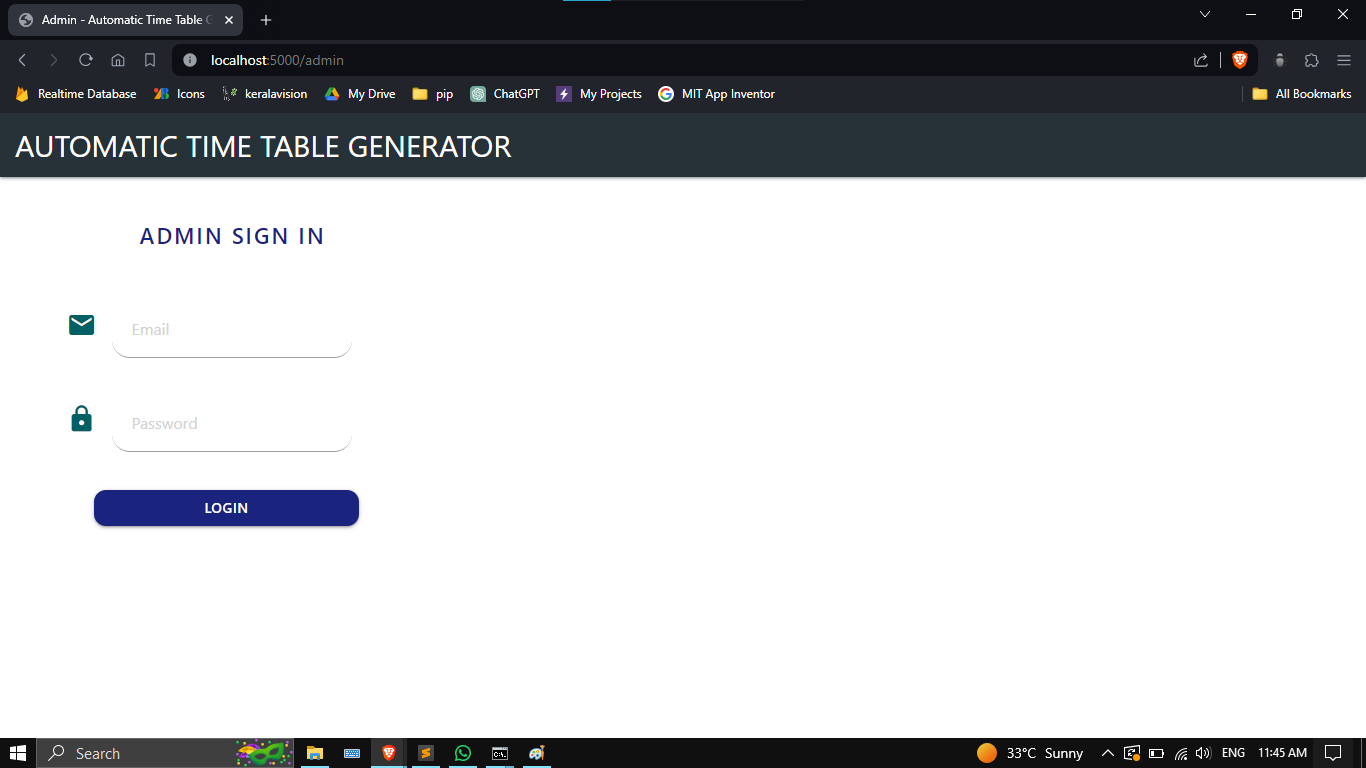 Admin - Automatic Time Table G
localhost:5000/admin
Realtime Database Icons keralavision My Drive pip ChatGPT My Projects MIT App Inventor All Bookmarks
AUTOMATIC TIME TABLE GENERATOR
ADMIN SIGN IN
Email
Password
LOGIN
Search 33°C Sunny ENG 11:45 AM